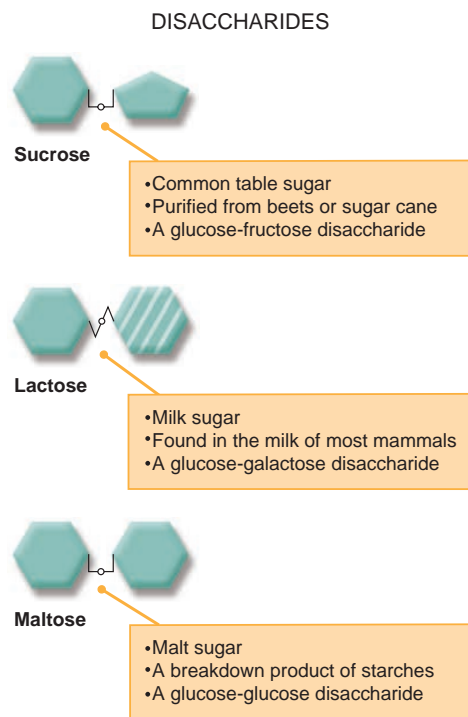 DISACCHARIDES
Sucrose
•Common table sugar
•Purified from beets or sugar cane
•A glucose-fructose disaccharide
Lactose
•Milk sugar
•Found in the milk of most mammals
•A glucose-galactose disaccharide
Maltose
•Malt sugar
•A breakdown product of starches
•A glucose-glucose disaccharide